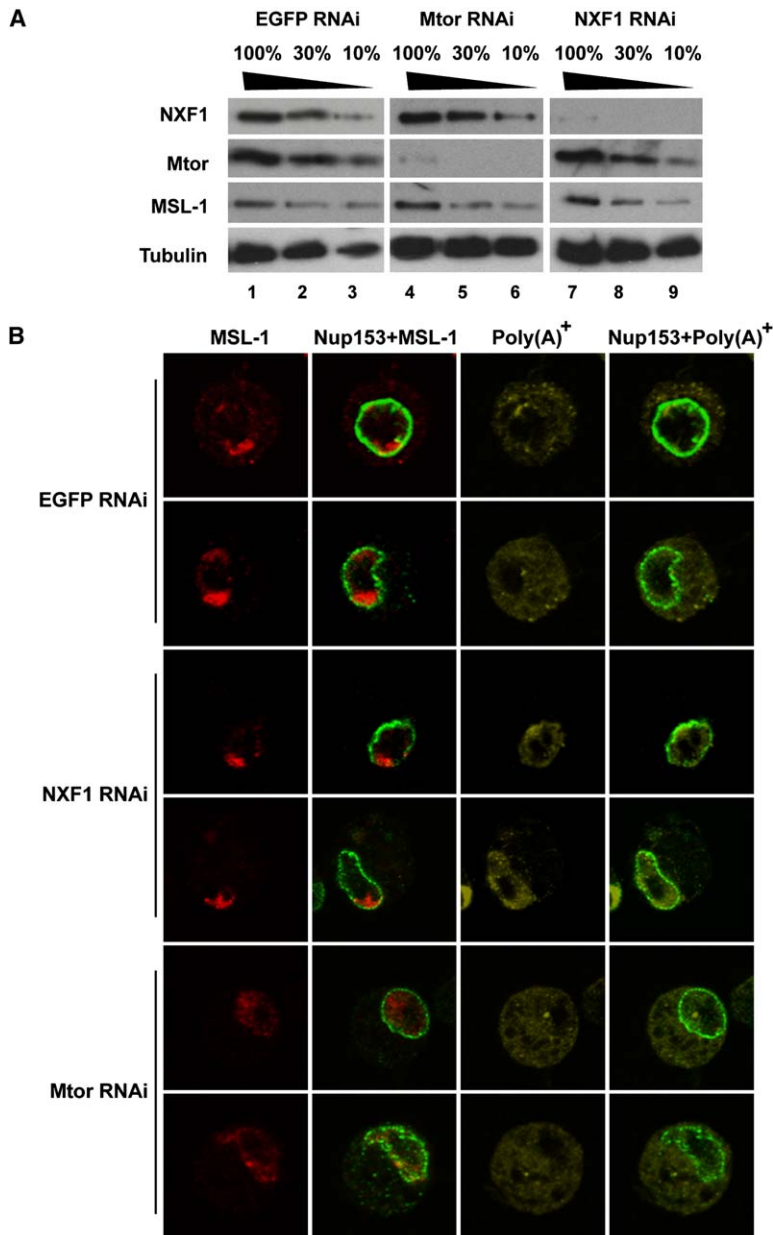 A
EGFP RNAi Mtor RNAi NXF1 RNAi
100% 30% 10% 100% 30% 10% 100% 30% 10%
NXF1
Mtor
MSL-1
Tubulin
1 2 3 4 5 6 7 8 9
B
MSL-1 Nup153+MSL-1 Poly(A)+ Nup153+Poly(A)+
EGFP RNAi
NXF1 RNAi
Mtor RNAi